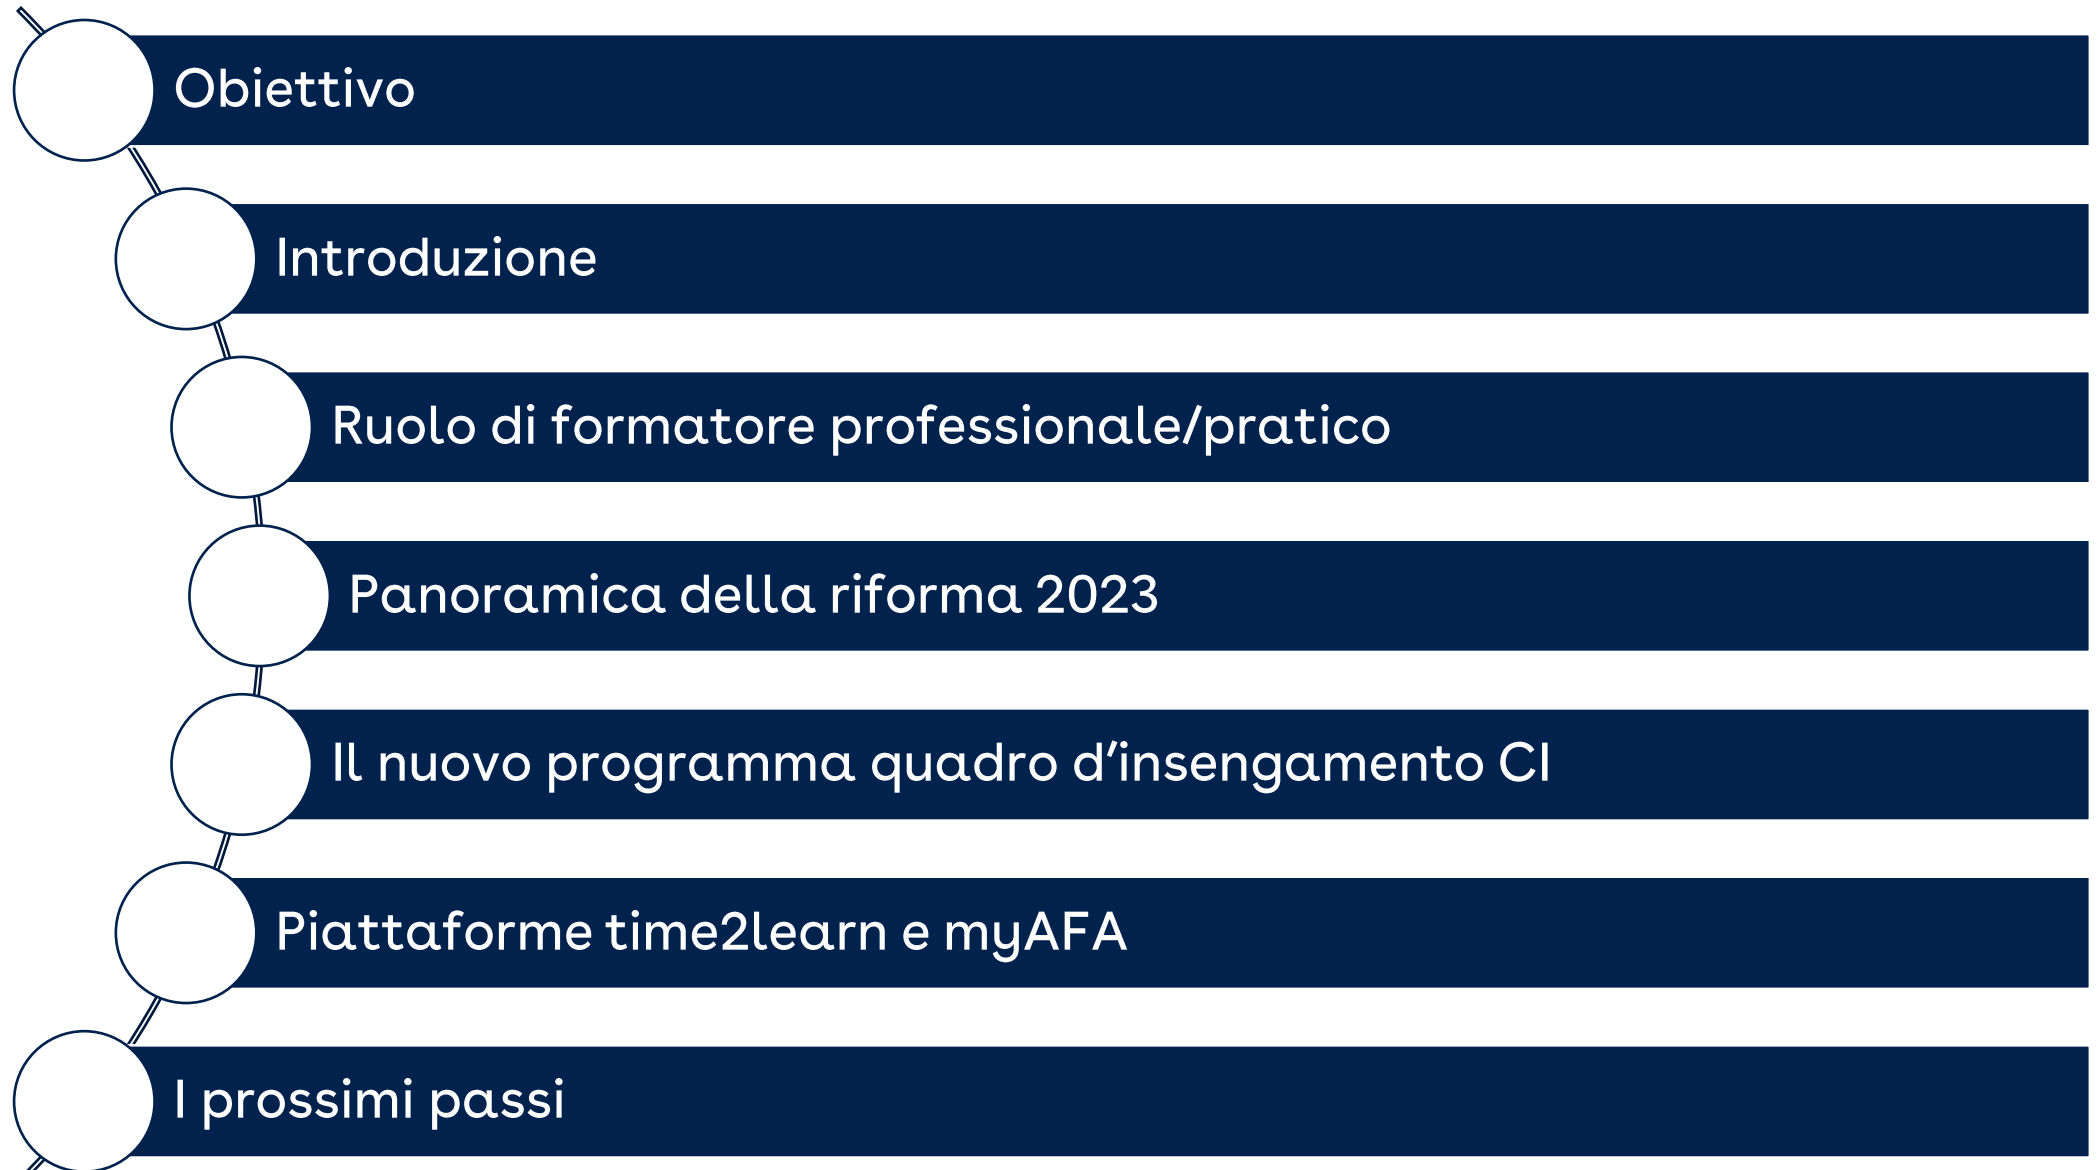 Obiettivo
Introduzione
Ruolo di formatore professionale/pratico
Panoramica della riforma 2023
Il nuovo programma quadro d’insengamento CI
Piattaforme time2learn e myAFA
I prossimi passi